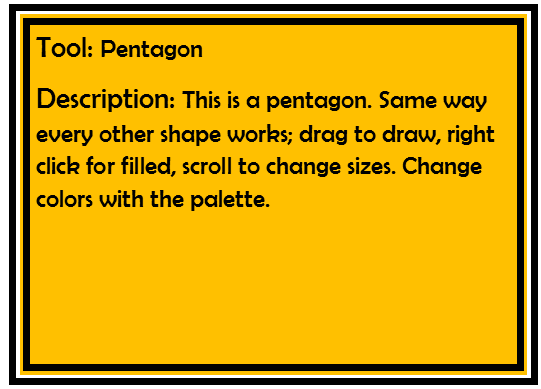 Tool: Pentagon
Description: This is a pentagon. Same way
every other shape works; drag to draw, right
click for filled, scroll to change sizes. Change
colors with the palette.